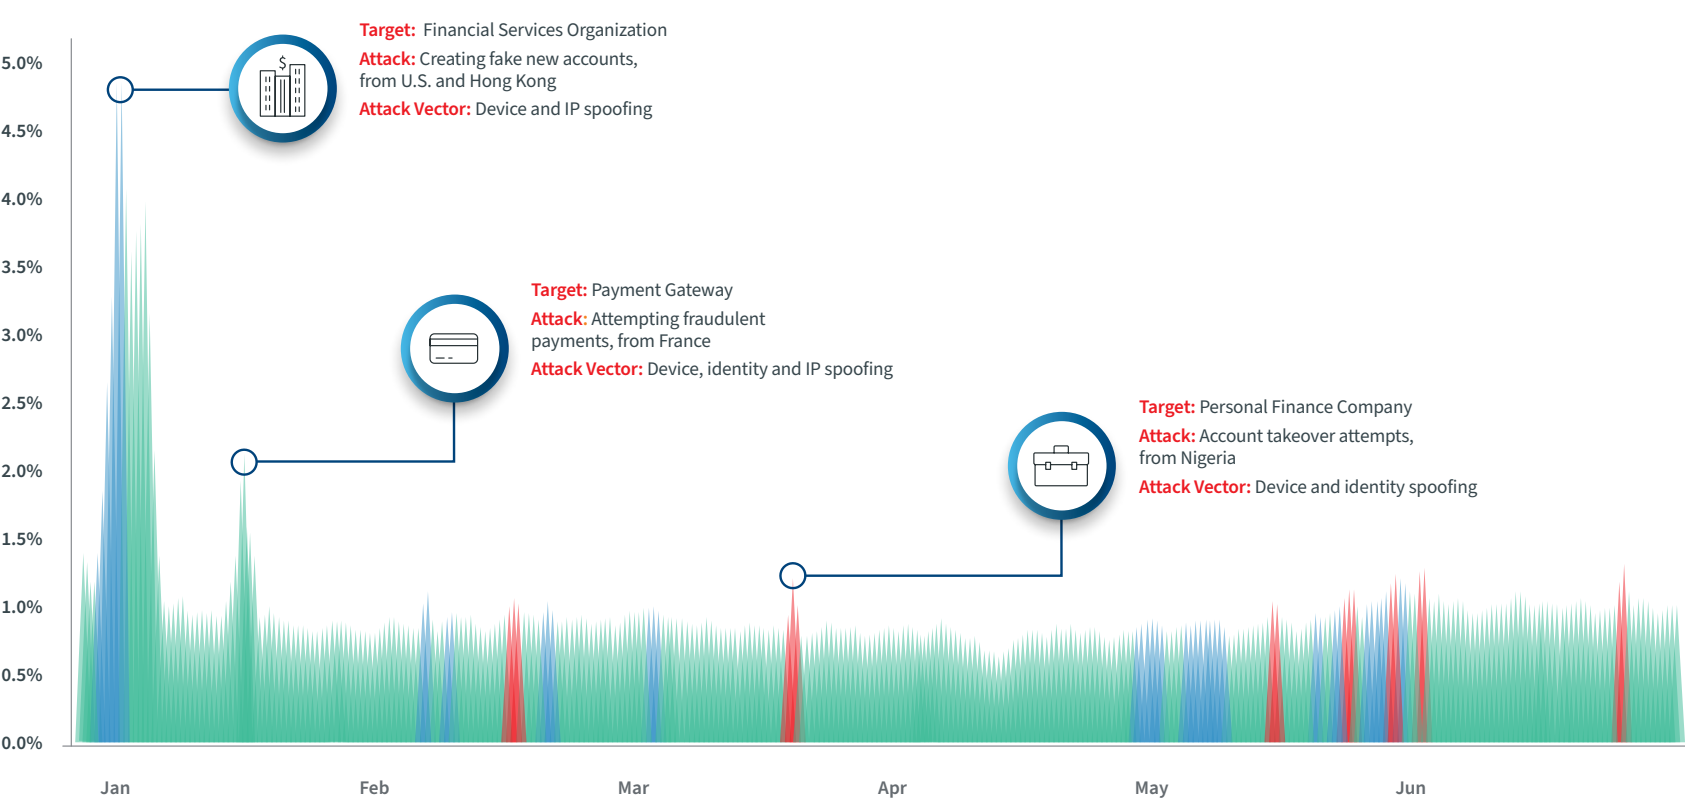 Target: Financial Services Organization
Attack: Creating fake new accounts,
from U.S. and Hong Kong
Attack Vector: Device and IP spoofing
Target: Payment Gateway
Attack: Attempting fraudulent
payments, from France
Attack Vector: Device, identity and IP spoofing
Target: Personal Finance Company
Attack: Account takeover attempts,
from Nigeria
Attack Vector: Device and identity spoofing
$
5.0%
4.5%
4.0%
3.5%
3.0%
2.5%
2.0%
1.5%
1.0%
0.5%
0.0%
Jan Feb Mar Apr May Jun